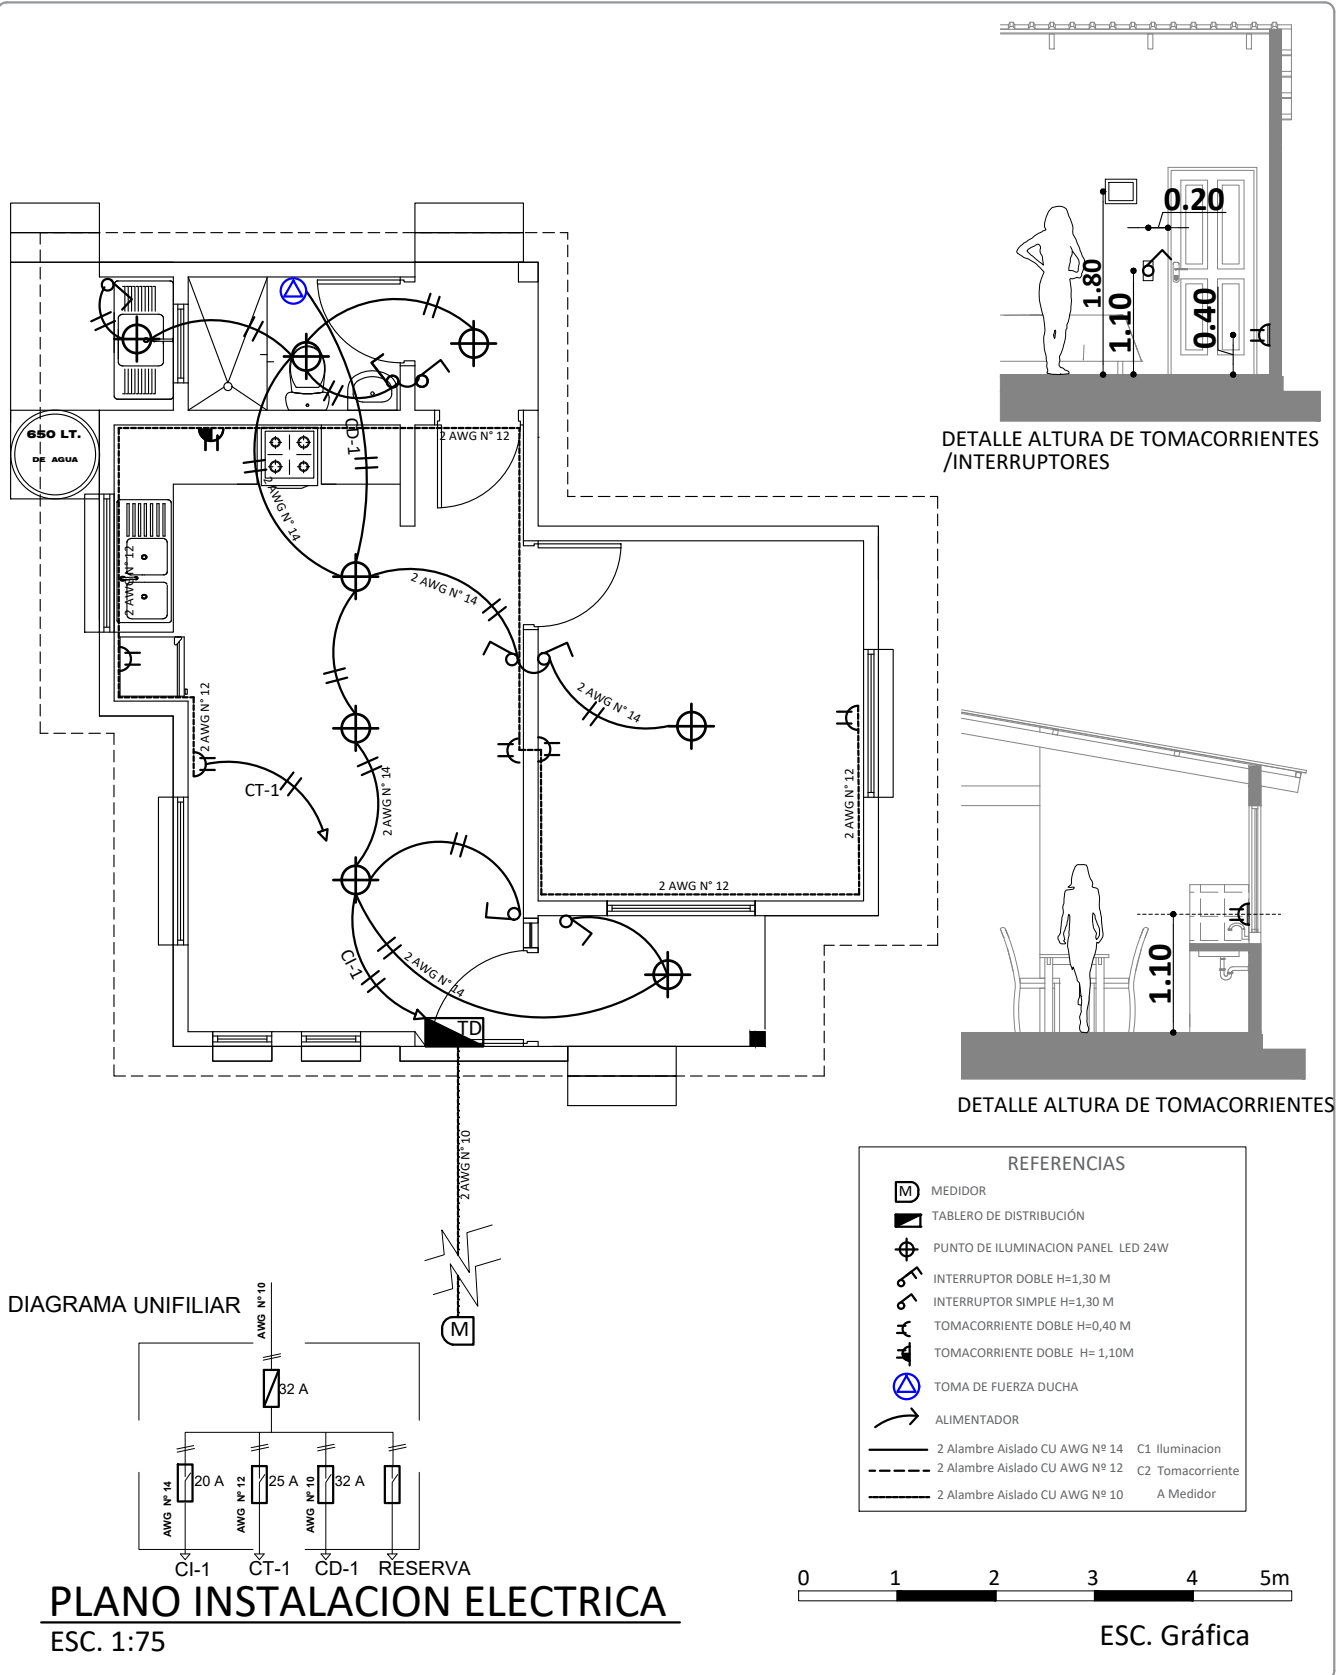 0.20
1.80
1.10
0.40
DETALLE ALTURA DE TOMACORRIENTES
/INTERRUPTORES
650 LT.
DE AGUA
CD-1
2 AWG N° 12
2 AWG N° 14
2 AWG N° 12
2 AWG N° 14
2 AWG N° 14
2 AWG N° 12
CT-1
2 AWG N° 14
2 AWG N° 12
2 AWG N° 12
CI-1
2 AWG N° 14
TD
1.10
DETALLE ALTURA DE TOMACORRIENTES
2 AWG N° 10
M
REFERENCIAS
M MEDIDOR
TABLERO DE DISTRIBUCIÓN
PUNTO DE ILUMINACION PANEL LED 24W
INTERRUPTOR DOBLE H=1,30 M
INTERRUPTOR SIMPLE H=1,30 M
TOMACORRIENTE DOBLE H=0,40 M
TOMACORRIENTE DOBLE H= 1,10M
TOMA DE FUERZA DUCHA
ALIMENTADOR
2 Alambre Aislado CU AWG Nº 14 C1 Iluminacion
2 Alambre Aislado CU AWG Nº 12 C2 Tomacorriente
2 Alambre Aislado CU AWG Nº 10 A Medidor
DIAGRAMA UNIFILIAR
AWG Nº 10
32 A
20 A
25 A
32 A
AWG Nº 14
AWG Nº 12
AWG Nº 10
CI-1 CT-1 CD-1 RESERVA
PLANO INSTALACION ELECTRICA
ESC. 1:75
0 1 2 3 4 5m
ESC. Gráfica